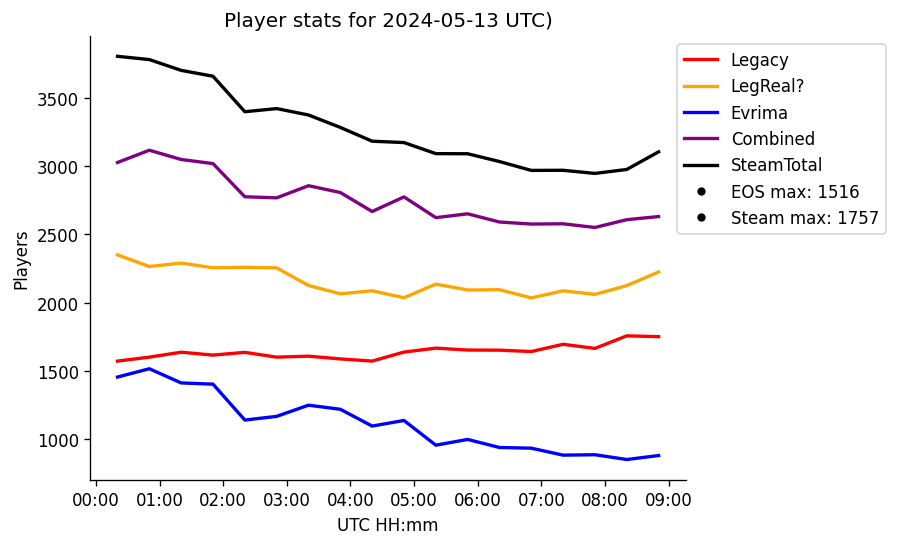 Player stats for 2024-05-13 UTC)
Legacy
LegReal?
Evrima
Combined
SteamTotal
EOS max: 1516
Steam max: 1757
Players
3500
3000
2500
2000
1500
1000
00:00 01:00 02:00 03:00 04:00 05:00 06:00 07:00 08:00 09:00
UTC HH:mm